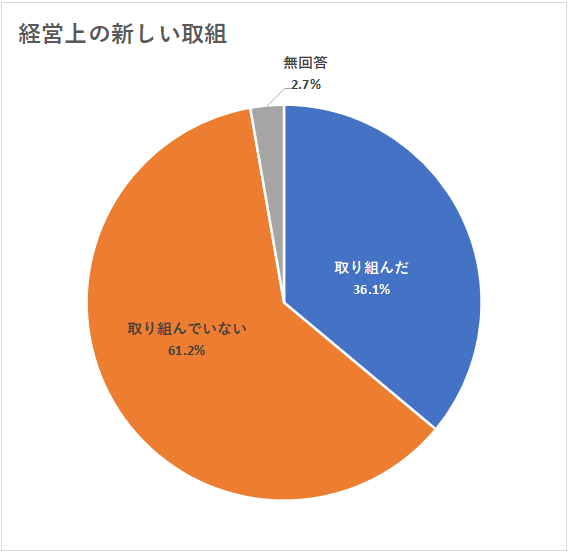 経営上の新しい取組
無回答
2.7%
取り組んだ
36.1%
取り組んでいない
61.2%